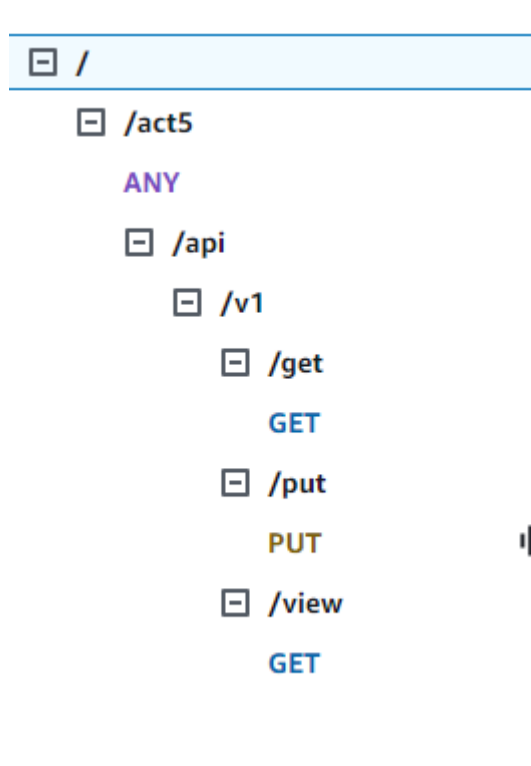 /
/act5
ANY
/api
/v1
/get
GET
/put
PUT
/view
GET